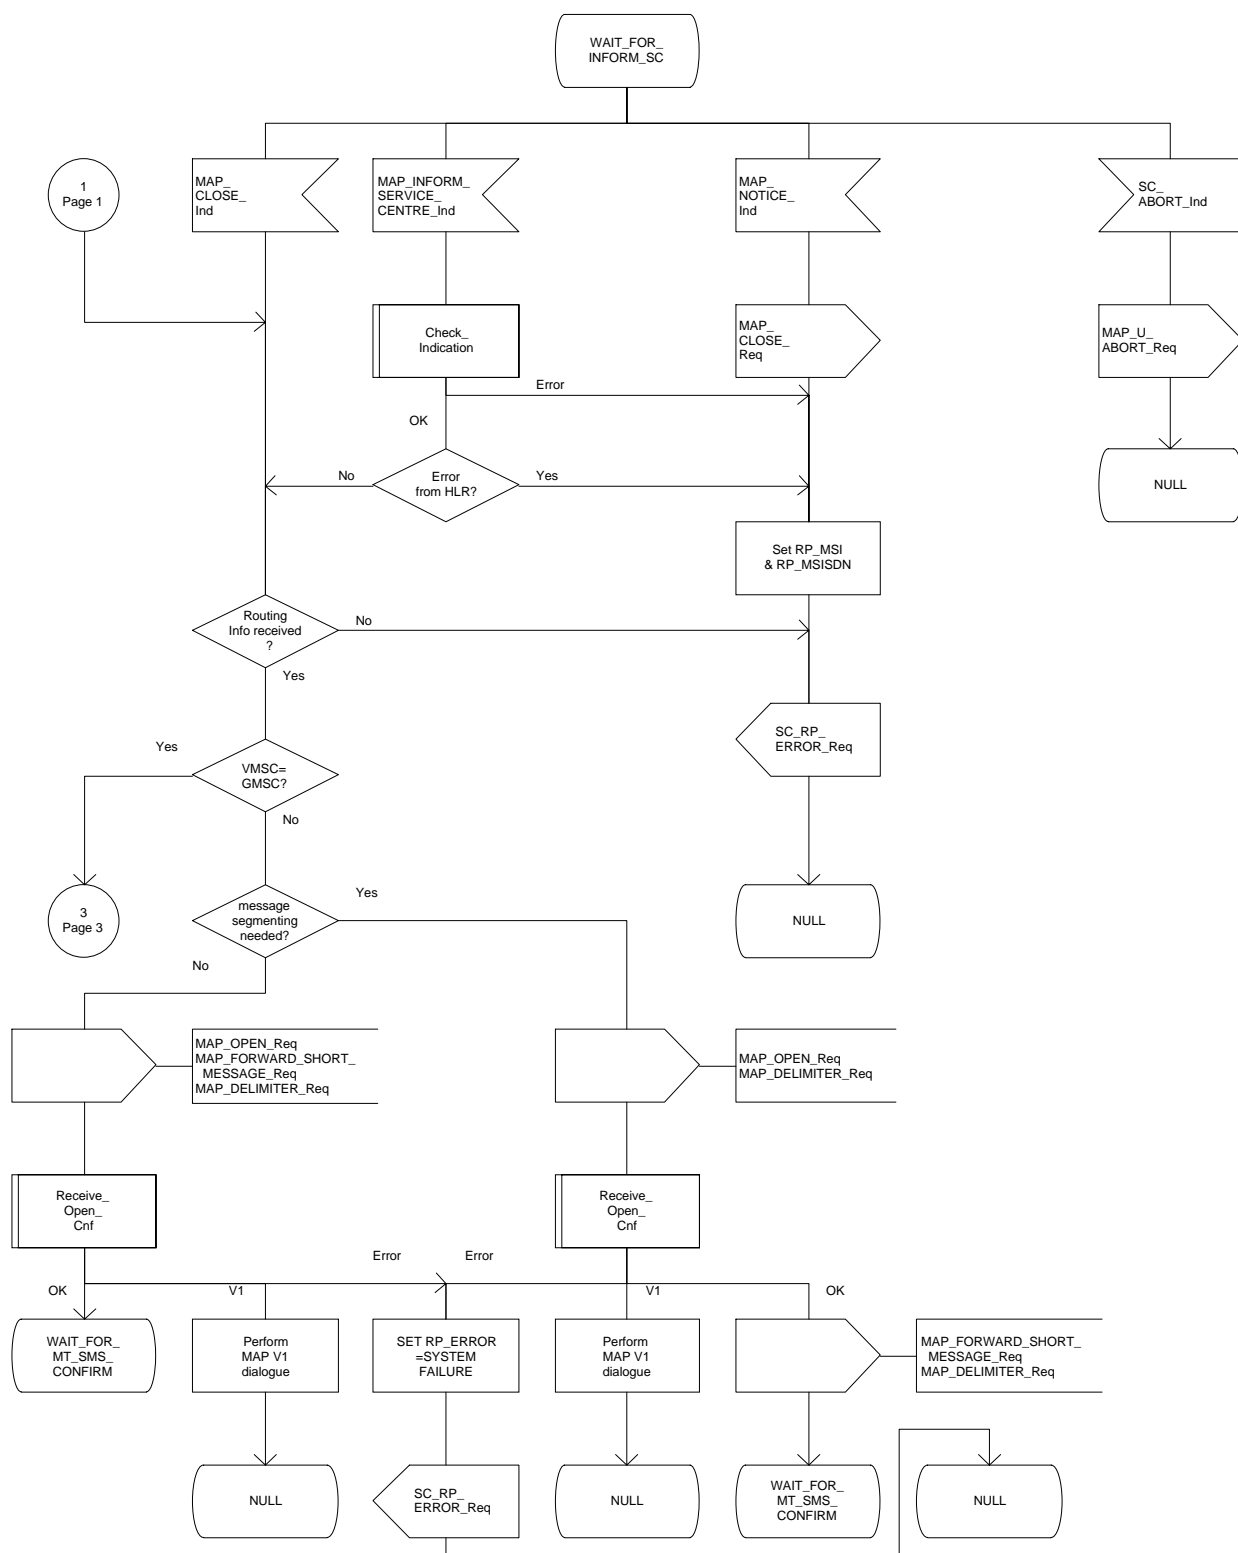 WAIT_FOR_
INFORM_SC
1
Page 1
MAP_
CLOSE_
Ind
MAP_INFORM_
SERVICE_
CENTRE_Ind
MAP_
NOTICE_
Ind
SC_
ABORT_Ind
Check_
Indication
MAP_
CLOSE_
Req
MAP_U_
ABORT_Req
Error
OK
No
Error
from HLR?
Yes
NULL
Set RP_MSI
& RP_MSISDN
Routing
Info received
?
No
Yes
SC_RP_
ERROR_Req
Yes
VMSC=
GMSC?
No
3
Page 3
message
segmenting
needed?
Yes
NULL
No
MAP_OPEN_Req
MAP_FORWARD_SHORT_
MESSAGE_Req
MAP_DELIMITER_Req
MAP_OPEN_Req
MAP_DELIMITER_Req
Receive_
Open_
Cnf
Receive_
Open_
Cnf
Error
Error
OK
V1
V1
OK
WAIT_FOR_
MT_SMS_
CONFIRM
Perform
MAP V1
dialogue
SET RP_ERROR
=SYSTEM
FAILURE
Perform
MAP V1
dialogue
MAP_FORWARD_SHORT_
MESSAGE_Req
MAP_DELIMITER_Req
NULL
SC_RP_
ERROR_Req
NULL
WAIT_FOR_
MT_SMS_
CONFIRM
NULL